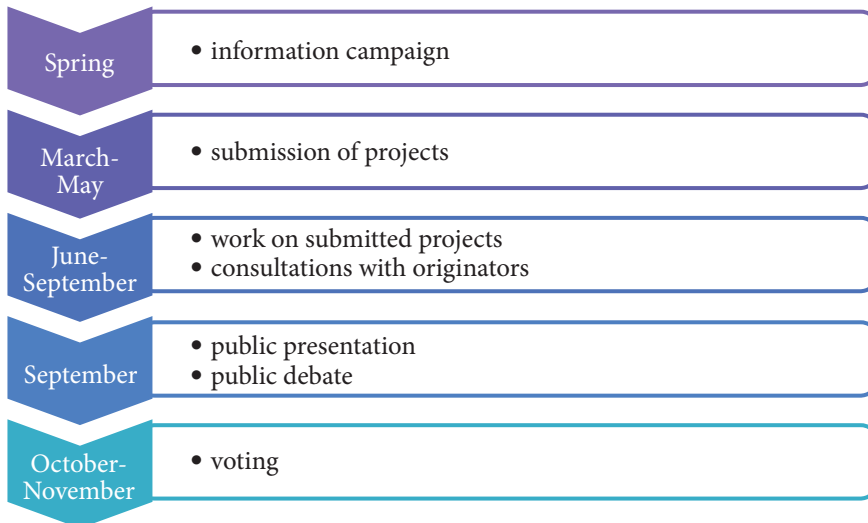 Spring
• information campaign
March-
May
• submission of projects
June-
September
• work on submitted projects
• consultations with originators
September
• public presentation
• public debate
October-
November
• voting